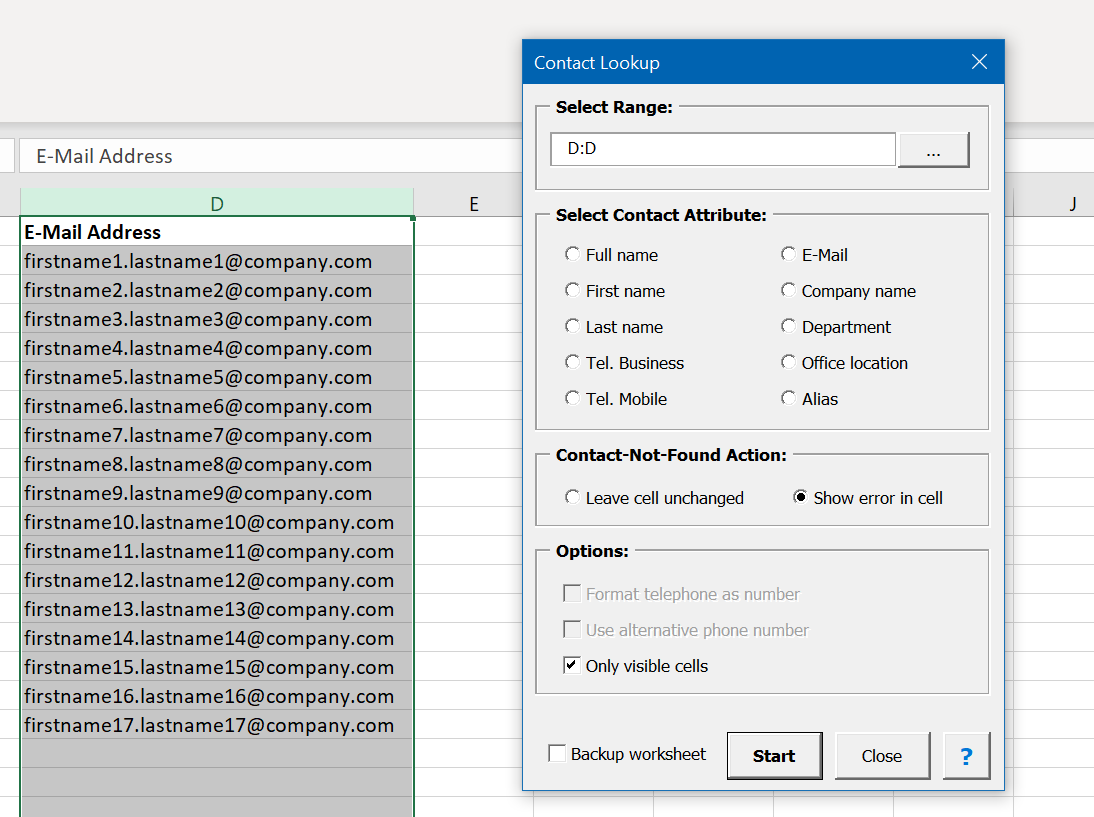 Contact Lookup
Select Range:
E-Mail Address
D:D
...
D
E
J
E-Mail Address
firstname1.lastname1@company.com
firstname2.lastname2@company.com
firstname3.lastname3@company.com
firstname4.lastname4@company.com
firstname5.lastname5@company.com
firstname6.lastname6@company.com
firstname7.lastname7@company.com
firstname8.lastname8@company.com
firstname9.lastname9@company.com
firstname10.lastname10@company.com
firstname11.lastname11@company.com
firstname12.lastname12@company.com
firstname13.lastname13@company.com
firstname14.lastname14@company.com
firstname15.lastname15@company.com
firstname16.lastname16@company.com
firstname17.lastname17@company.com
Select Contact Attribute:
Full name
E-Mail
First name
Company name
Last name
Department
Tel. Business
Office location
Tel. Mobile
Alias
Contact-Not-Found Action:
Leave cell unchanged
Show error in cell
Options:
Format telephone as number
Use alternative phone number
Only visible cells
Backup worksheet
Start
Close
?